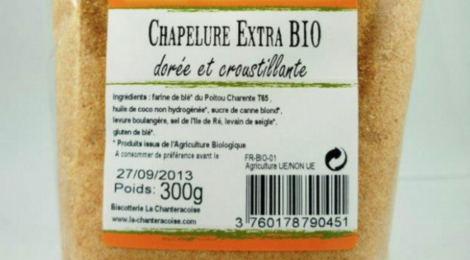 CHAPELURE EXTRA BIO
dorée et croustillante
Ingrédients : farine de blé* du Poitou Charente T65 ,
huile de coco non hydrogénée*, sucre de canne blond*,
levure boulangère, sel de l'Ile de Ré, levain de seigle*,
gluten de blé*.
* Produits issus de l'Agriculture Biologique
A consommer de préférence avant le
27/09/2013
Poids: 300g
Biscotterie La Chanteracoise
www.la-chanteracoise.com
FR-BIO-01
Agriculture UE/NON UE
3 760178 790451